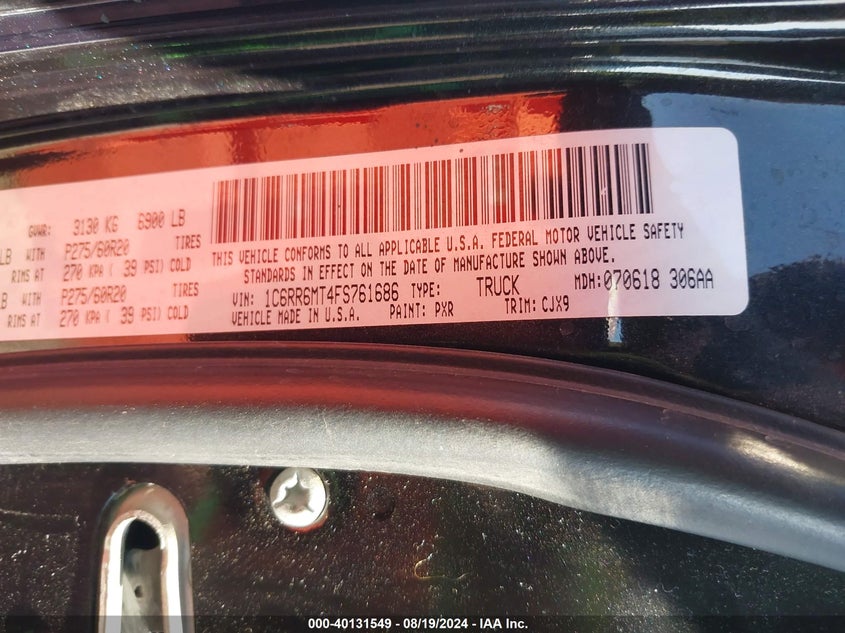 GVWR: 3130 KG 6900 LB
LB WITH P275/60R20 TIRES
RIMS AT 270 KPA ( 39 PSI) COLD
LB WITH P275/60R20 TIRES
RIMS AT 270 KPA ( 39 PSI) COLD
THIS VEHICLE CONFORMS TO ALL APPLICABLE U.S.A. FEDERAL MOTOR VEHICLE SAFETY
STANDARDS IN EFFECT ON THE DATE OF MANUFACTURE SHOWN ABOVE.
VIN: 1C6RR6MT4FS761686 TYPE: TRUCK MDH: 070618 306AA
VEHICLE MADE IN U.S.A. PAINT: PXR TRIM: CJX9
000-40131549 - 08/19/2024 - IAA Inc.